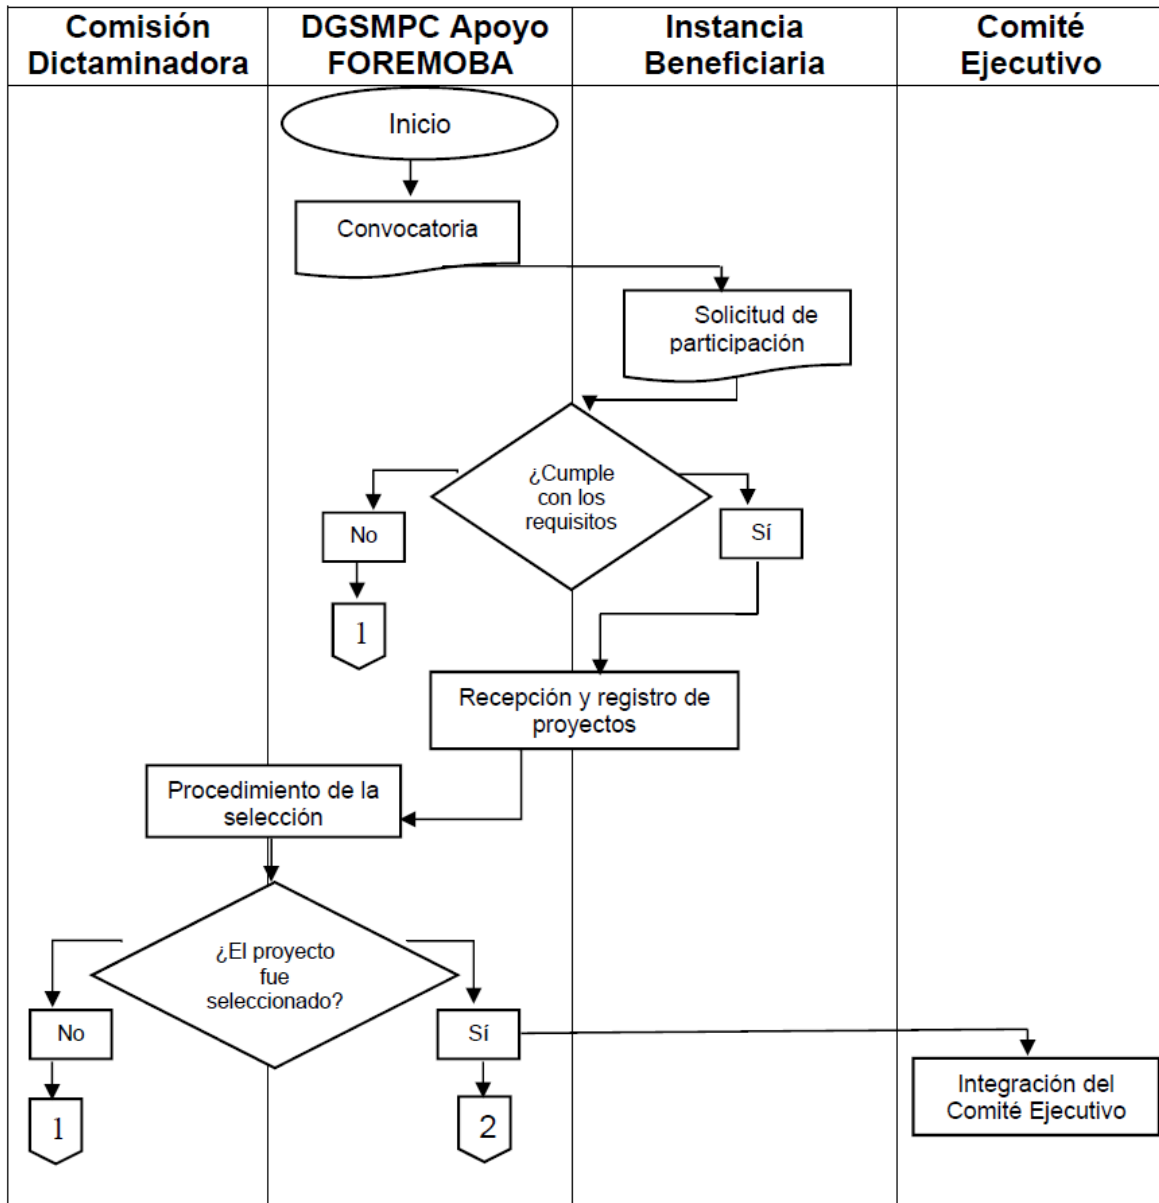 Comisión
Dictaminadora
DGSMPC Apoyo
FOREMOBA
Instancia
Beneficiaria
Comité
Ejecutivo
Inicio
Convocatoria
Solicitud de
participación
¿Cumple
con los
requisitos
No
Sí
1
Recepción y registro de
proyectos
Procedimiento de la
selección
¿El proyecto
fue
seleccionado?
No
Sí
1
2
Integración del
Comité Ejecutivo